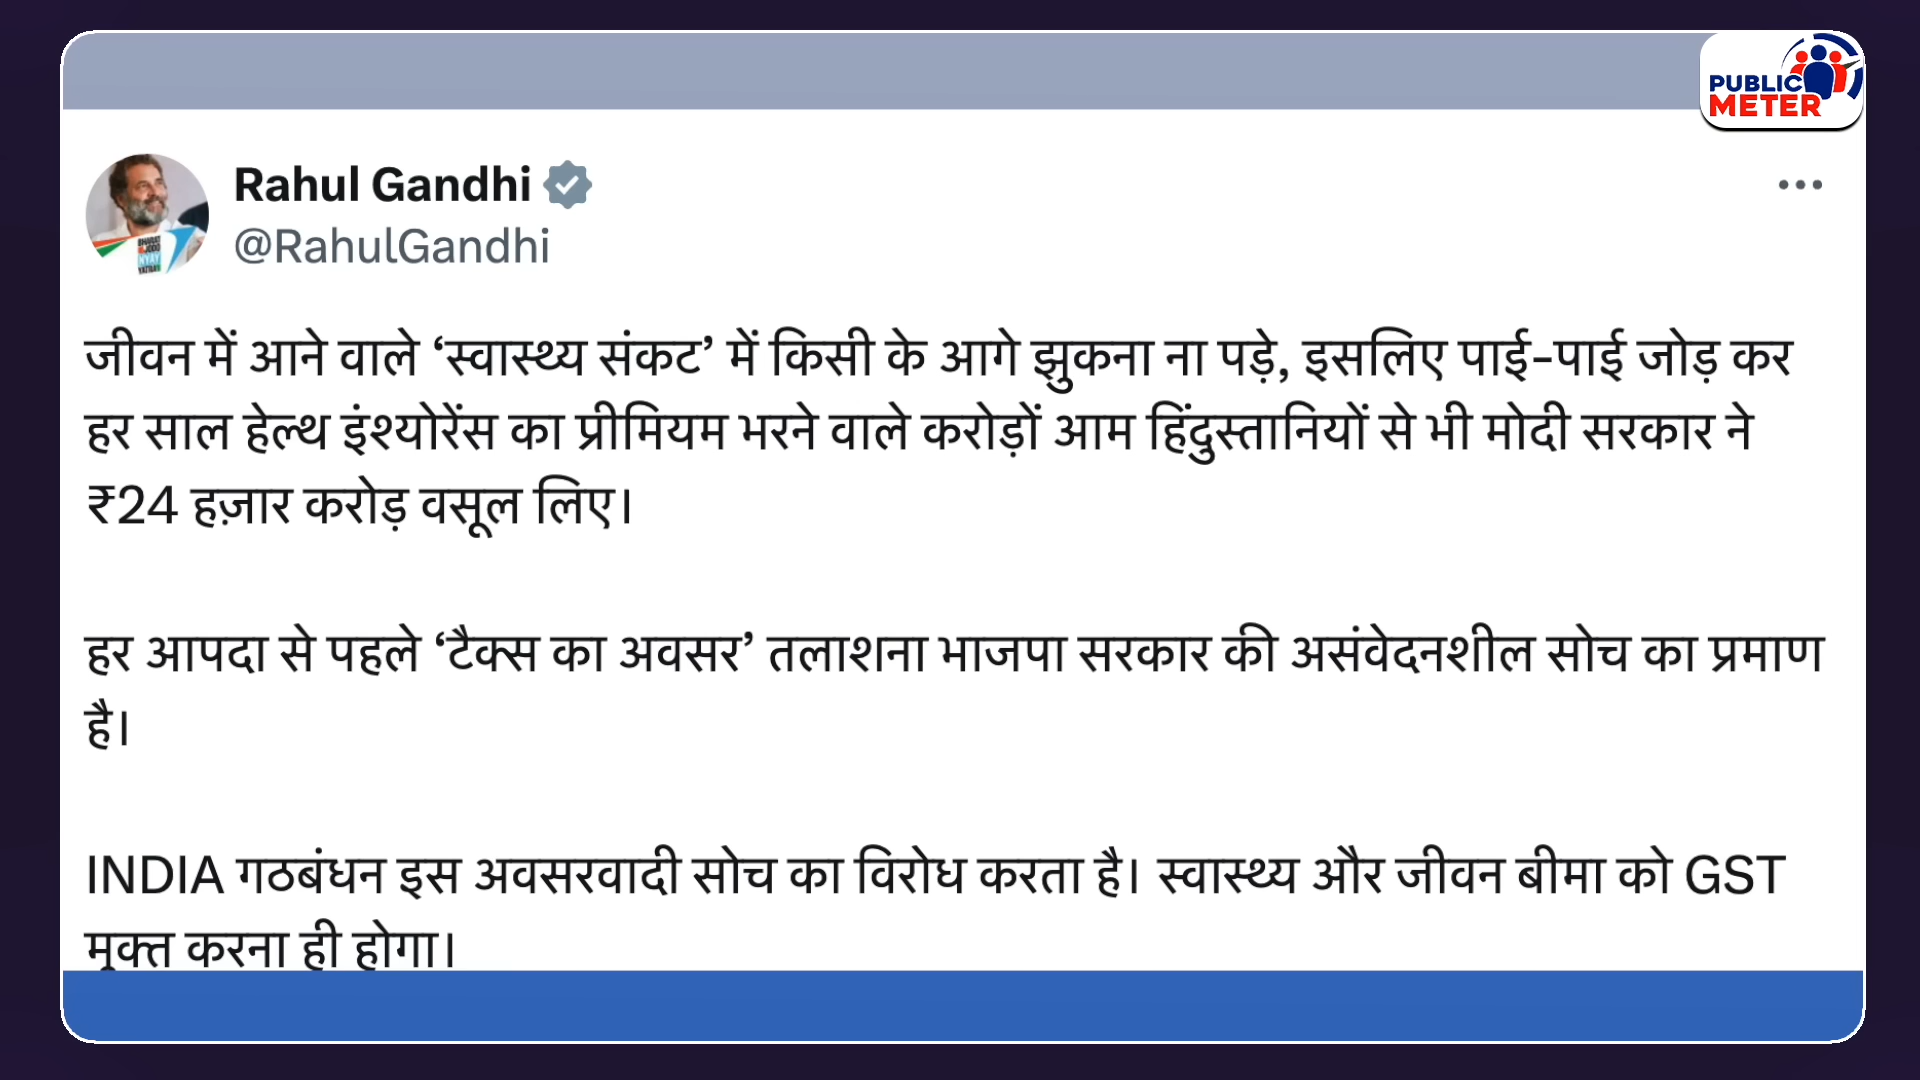 PUBLIC
METER
Rahul Gandhi
@RahulGandhi
जीवन में आने वाले ‘स्वास्थ्य संकट’ में किसी के आगे झुकना ना पड़े, इसलिए पाई-पाई जोड़ कर
हर साल हेल्थ इंश्योरेंस का प्रीमियम भरने वाले करोड़ों आम हिंदुस्तानियों से भी मोदी सरकार ने
₹24 हज़ार करोड़ वसूल लिए।
हर आपदा से पहले ‘टैक्स का अवसर’ तलाशना भाजपा सरकार की असंवेदनशील सोच का प्रमाण
है।
INDIA गठबंधन इस अवसरवादी सोच का विरोध करता है। स्वास्थ्य और जीवन बीमा को GST
मुक्त करना ही होगा।